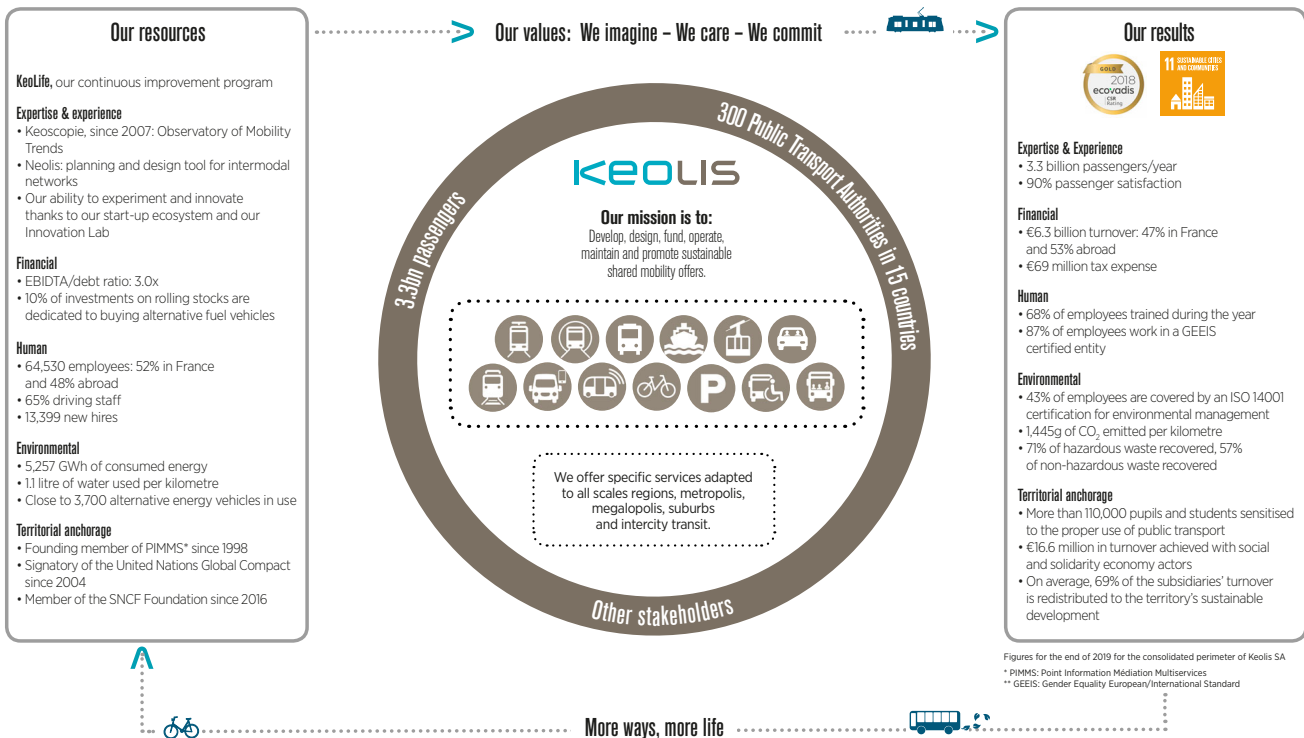 Our resources
KeoLife, our continuous improvement program
Expertise & experience
• Keoscopie, since 2007: Observatory of Mobility
Trends
• Neolis: planning and design tool for intermodal
networks
• Our ability to experiment and innovate
thanks to our start-up ecosystem and our
Innovation Lab
Financial
• EBIDTA/debt ratio: 3.0x
• 10% of investments on rolling stocks are
dedicated to buying alternative fuel vehicles
Human
• 64,530 employees: 52% in France
and 48% abroad
• 65% driving staff
• 13,399 new hires
Environmental
• 5,257 GWh of consumed energy
• 1.1 litre of water used per kilometre
• Close to 3,700 alternative energy vehicles in use
Territorial anchorage
• Founding member of PIMMS* since 1998
• Signatory of the United Nations Global Compact
since 2004
• Member of the SNCF Foundation since 2016
Our values: We imagine – We care – We commit
3.3bn passengers
300 Public Transport Authorities in 15 countries
KEOLIS
Our mission is to:
Develop, design, fund, operate,
maintain and promote sustainable
shared mobility offers.
P
We offer specific services adapted
to all scales regions, metropolis,
megalopolis, suburbs
and intercity transit.
Other stakeholders
Our results
GOLD
2018
ecovadis
CSR
Rating
11 SUSTAINABLE CITIES
AND COMMUNITIES
Expertise & Experience
• 3.3 billion passengers/year
• 90% passenger satisfaction
Financial
• €6.3 billion turnover: 47% in France
and 53% abroad
• €69 million tax expense
Human
• 68% of employees trained during the year
• 87% of employees work in a GEEIS
certified entity
Environmental
• 43% of employees are covered by an ISO 14001
certification for environmental management
• 1,445g of CO₂ emitted per kilometre
• 71% of hazardous waste recovered, 57%
of non-hazardous waste recovered
Territorial anchorage
• More than 110,000 pupils and students sensitised
to the proper use of public transport
• €16.6 million in turnover achieved with social
and solidarity economy actors
• On average, 69% of the subsidiaries' turnover
is redistributed to the territory's sustainable
development
Figures for the end of 2019 for the consolidated perimeter of Keolis SA
* PIMMS: Point Information Médiation Multiservices
** GEEIS: Gender Equality European/International Standard
More ways, more life